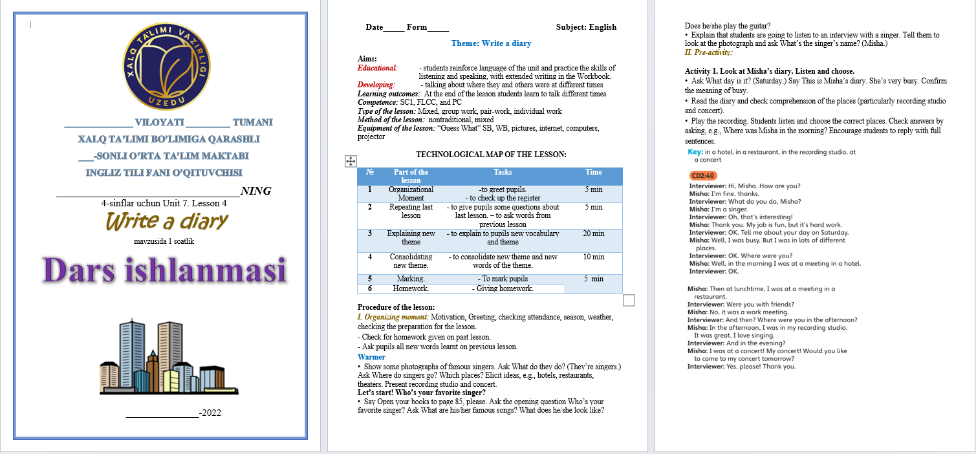 XALQ TALIMI VAZIRLIGI
UZEDU
______________ VILOYATI _________ TUMANI
XALQ TA'LIMI BO'LIMIGA QARASHLI
___-SONLI O'RTA TA'LIM MAKTABI
INGLIZ TILI FANI O'QITUVCHISI
_________________________________NING
4-sinflar uchun Unit 7. Lesson 4
Write a diary
mavzusida 1 soatlik
Dars ishlanmasi
_______________-2022
Date_____ Form_____ Subject: English
Theme: Write a diary
Aims:
Educational: - students reinforce language of the unit and practice the skills of
listening and speaking, with extended writing in the Workbook.
Developing: - talking about where they and others were at different times
Learning outcomes: At the end of the lesson students learn to talk different times
Competence: SC1, FLCC, and PC
Type of the lesson: Mixed, group work, pair-work, individual work
Method of the lesson: nontraditional, mixed
Equipment of the lesson: “Guess What” SB, WB, pictures, internet, computers,
projector
TECHNOLOGICAL MAP OF THE LESSON:
№ Part of the lesson Tasks Time
1 Organizational Moment -to greet pupils. - to check up the register 5 min
2 Repeating last lesson - to give pupils some questions about last lesson. – to ask words from previous lesson 5 min
3 Explaining new theme - to explain to pupils new vocabulary and theme 20 min
4 Consolidating new theme. - to consolidate new theme and new words of the theme. 10 min
5 Marking. - To mark pupils 5 min
6 Homework. - Giving homework.
Procedure of the lesson:
I. Organizing moment: Motivation, Greeting, checking attendance, season, weather,
checking the preparation for the lesson.
- Check for homework given on past lesson.
- Ask pupils all new words learnt on previous lesson
Warmer
• Show some photographs of famous singers. Ask What do they do? (They're singers.)
Ask Where do singers go? Which places? Elicit ideas, e.g., hotels, restaurants,
theaters. Present recording studio and concert.
Let's start! Who's your favorite singer?
• Say Open your books to page 85, please. Ask the opening question Who's your
favorite singer? Ask What are his/her famous songs? What does he/she look like?
Does he/she play the guitar?
• Explain that students are going to listen to an interview with a singer. Tell them to
look at the photograph and ask What's the singer's name? (Misha.)
II. Pre-activity:
Activity 1. Look at Misha's diary. Listen and choose.
• Ask What day is it? (Saturday.) Say This is Misha's diary. She's very busy. Confirm
the meaning of busy.
• Read the diary and check comprehension of the places (particularly recording studio
and concert).
• Play the recording. Students listen and choose the correct places. Check answers by
asking, e.g., Where was Misha in the morning? Encourage students to reply with full
sentences.
Key: in a hotel, in a restaurant, in the recording studio, at
a concert
CD2:40
Interviewer: Hi, Misha. How are you?
Misha: I'm fine, thanks.
Interviewer: What do you do, Misha?
Misha: I'm a singer.
Interviewer: Oh, that's interesting!
Misha: Thank you. My job is fun, but it's hard work.
Interviewer: OK. Tell me about your day on Saturday.
Misha: Well, I was busy. But I was in lots of different
places.
Interviewer: OK. Where were you?
Misha: Well, in the morning I was at a meeting in a hotel.
Interviewer: OK.
Misha: Then at lunchtime, I was at a meeting in a
restaurant.
Interviewer: Were you with friends?
Misha: No, it was a work meeting.
Interviewer: And then? Where were you in the afternoon?
Misha: In the afternoon, I was in my recording studio.
It was great. I love singing.
Interviewer: And in the evening?
Misha: I was at a concert! My concert! Would you like
to come to my concert tomorrow?
Interviewer: Yes, please! Thank you.